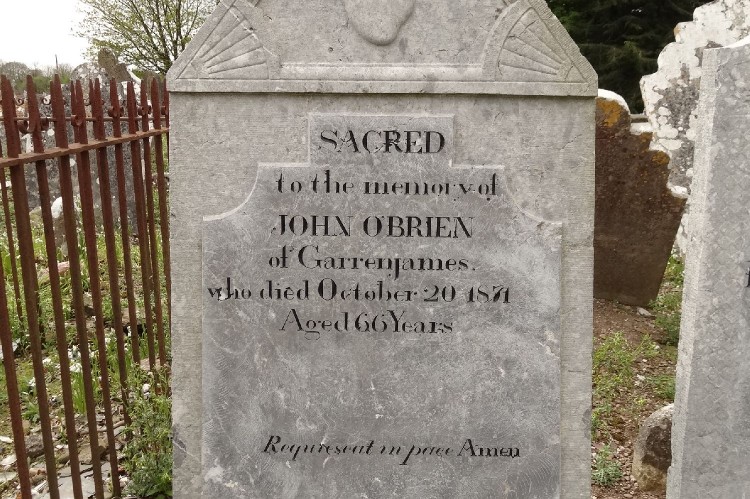 SACRED
to the memory of
JOHN O'BRIEN
of Garrenjames.
who died October 20 1871
Aged 66 Years
Requiescat in pace Amen